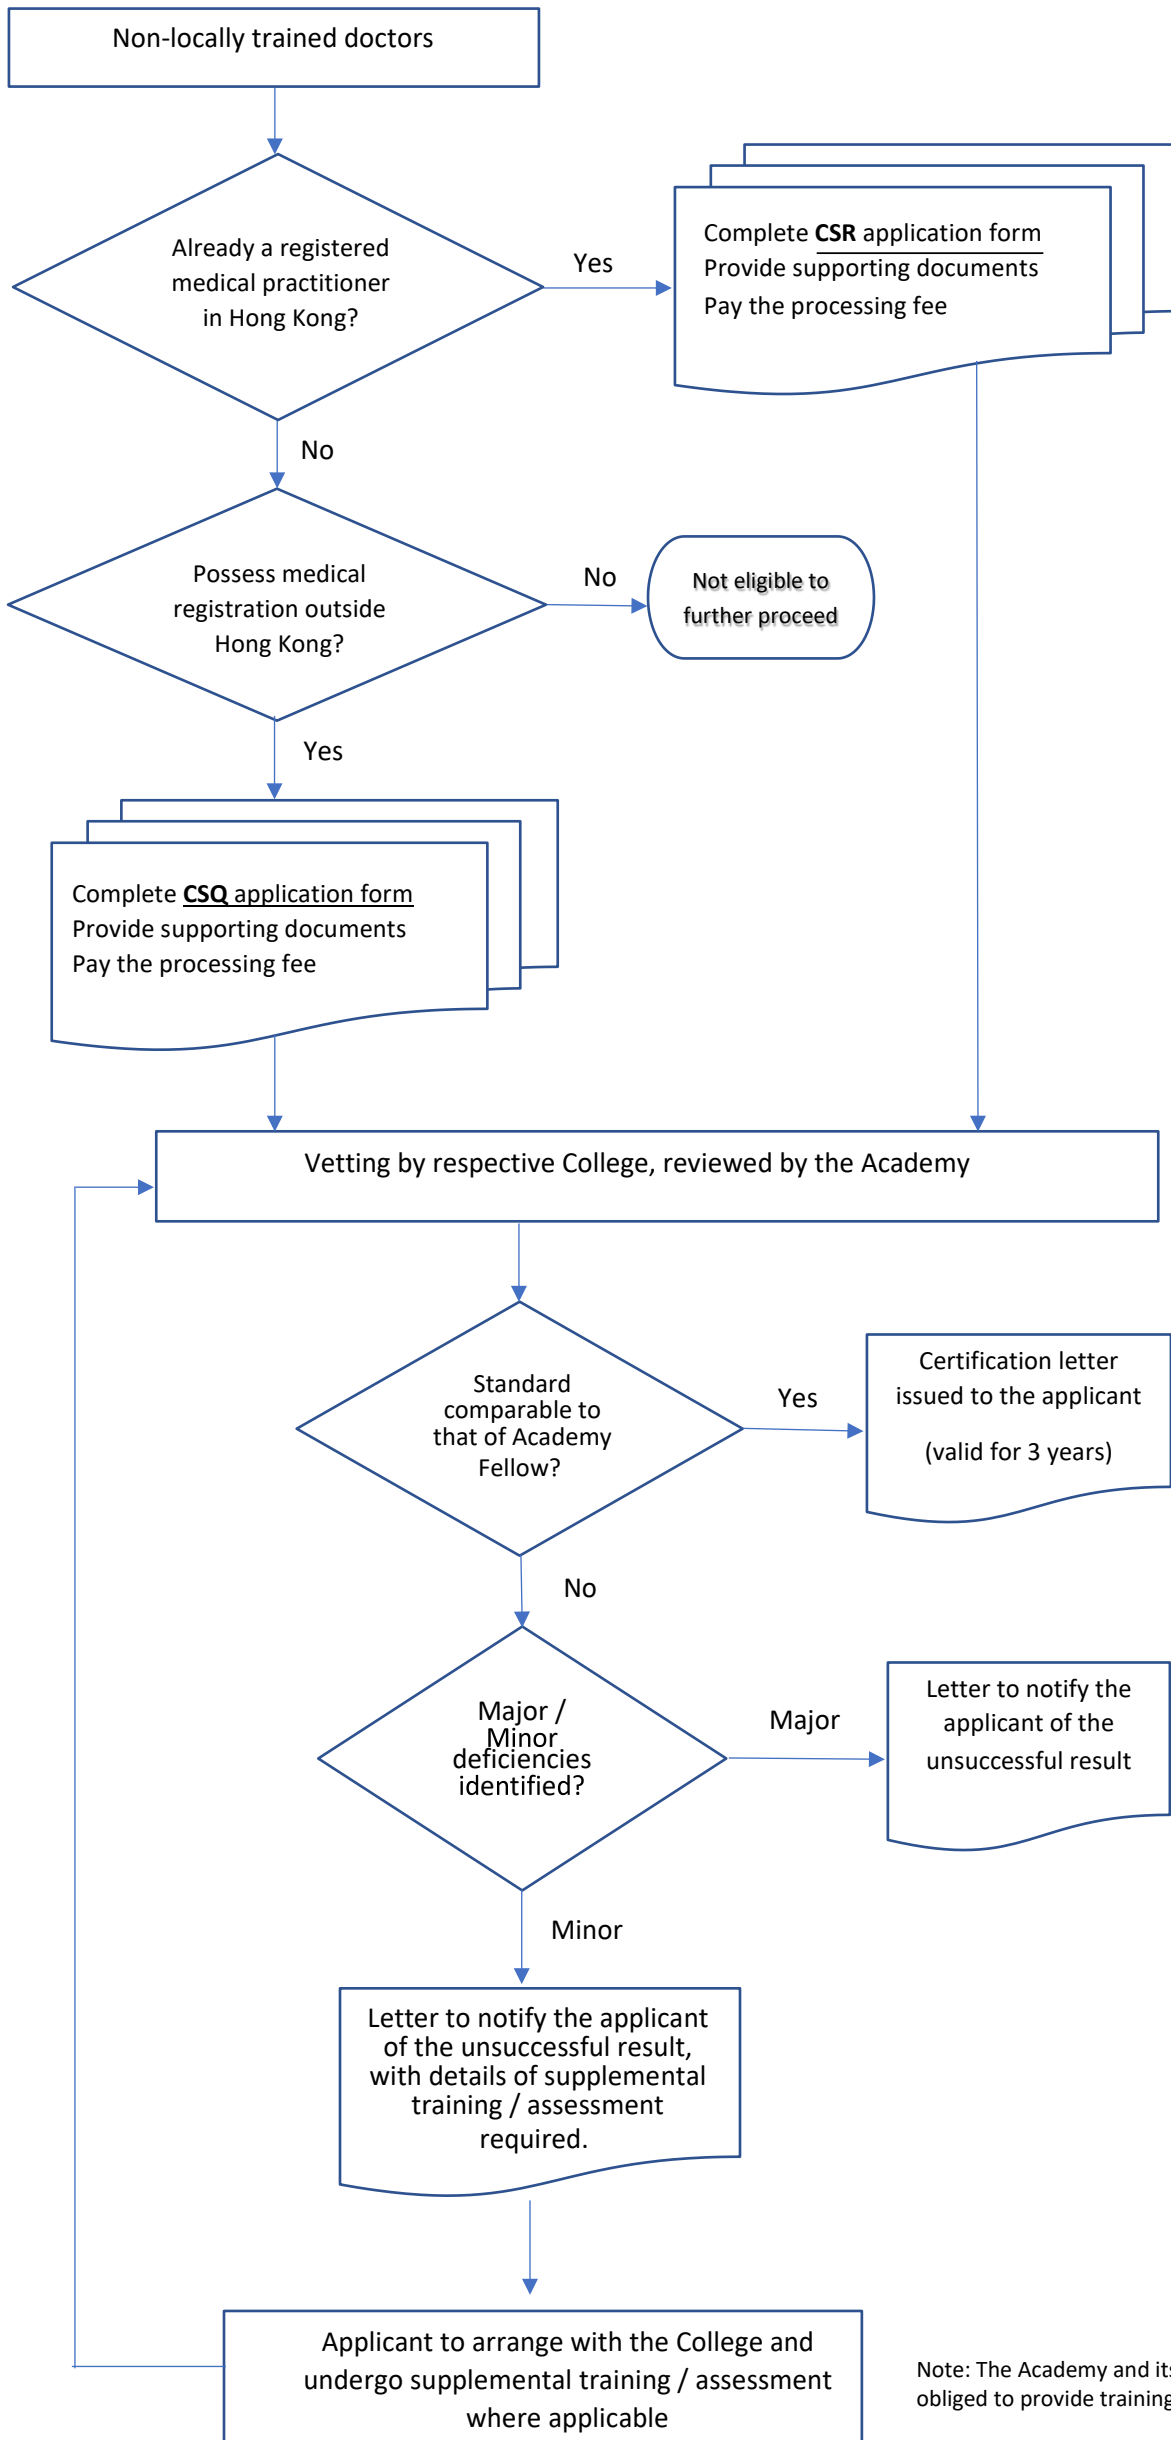 Non-locally trained doctors
Already a registered
medical practitioner
in Hong Kong?
Yes
Complete CSR application form
Provide supporting documents
Pay the processing fee
No
Possess medical
registration outside
Hong Kong?
No
Not eligible to
further proceed
Yes
Complete CSQ application form
Provide supporting documents
Pay the processing fee
Vetting by respective College, reviewed by the Academy
Standard
comparable to
that of Academy
Fellow?
Yes
Certification letter
issued to the applicant
(valid for 3 years)
No
Major /
Minor
deficiencies
identified?
Major
Letter to notify the
applicant of the
unsuccessful result
Minor
Letter to notify the applicant
of the unsuccessful result,
with details of supplemental
training / assessment
required.
Applicant to arrange with the College and
undergo supplemental training / assessment
where applicable
Note: The Academy and its
obliged to provide training